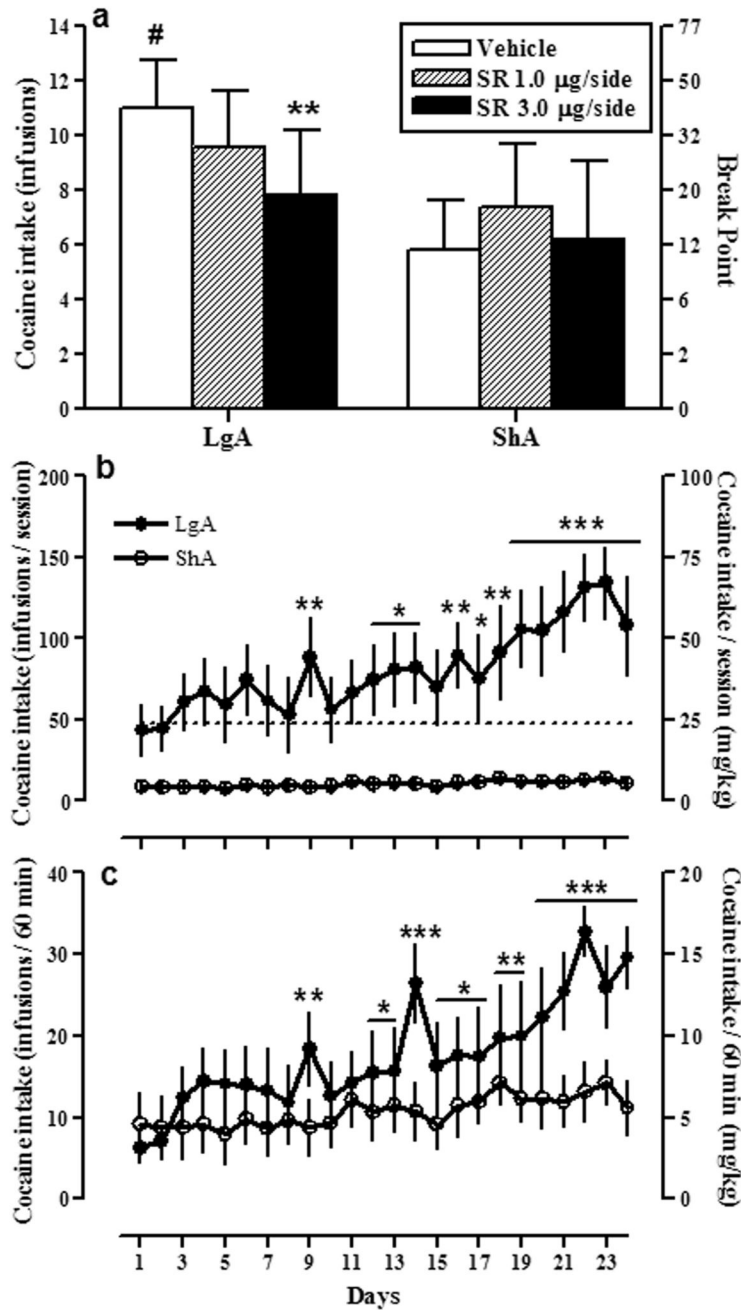 a
14
12
10
8
6
4
2
0
Cocaine intake (infusions)
#
**
Vehicle
SR 1.0 µg/side
SR 3.0 µg/side
77
50
32
20
12
6
2
0
Break Point
LgA ShA
b
200
150
100
50
0
Cocaine intake (infusions / session)
LgA
ShA
** * ** * ** ***
100
75
50
25
0
Cocaine intake / session (mg/kg)
c
40
30
20
10
0
Cocaine intake (infusions / 60 min)
** * *** * ** ***
20
15
10
5
0
Cocaine intake / 60 min (mg/kg)
1 3 5 7 9 11 13 15 17 19 21 23
Days